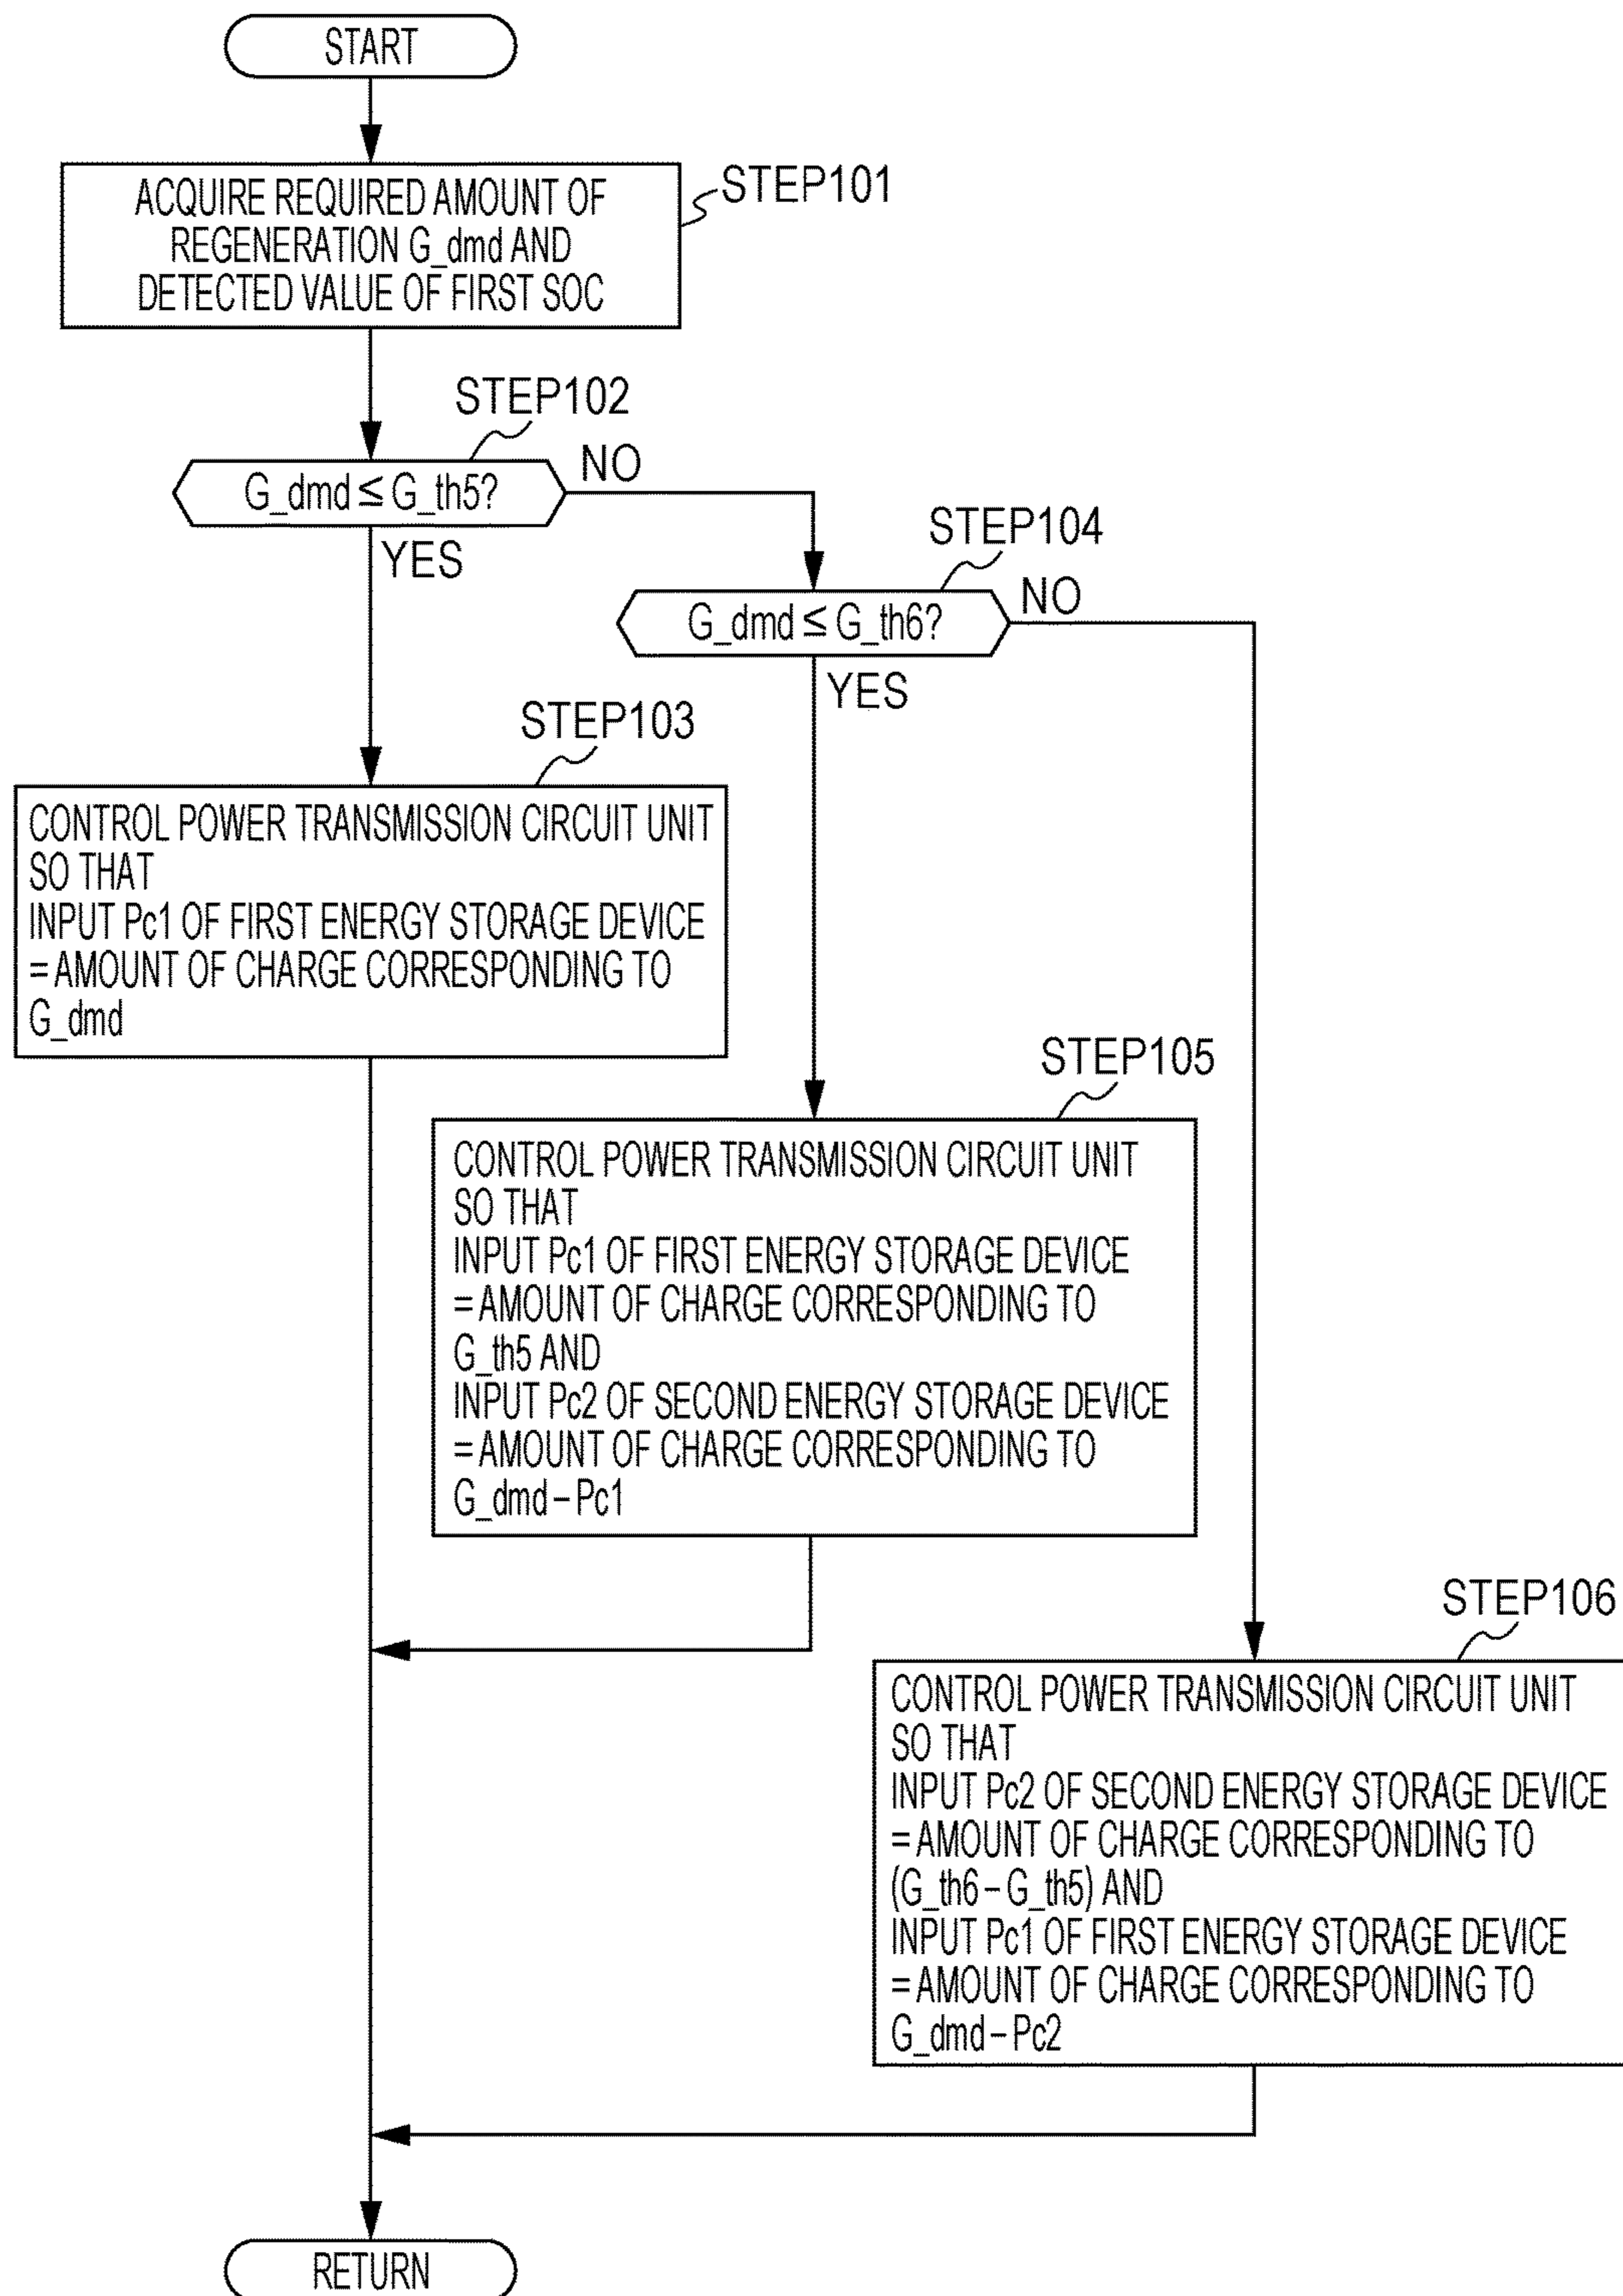 START
ACQUIRE REQUIRED AMOUNT OF
REGENERATION G_dmd AND
DETECTED VALUE OF FIRST SOC
STEP101
STEP102
G_dmd ≤ G_th5?
NO
YES
STEP104
G_dmd ≤ G_th6?
NO
YES
STEP103
CONTROL POWER TRANSMISSION CIRCUIT UNIT
SO THAT
INPUT Pc1 OF FIRST ENERGY STORAGE DEVICE
= AMOUNT OF CHARGE CORRESPONDING TO
G_dmd
STEP105
CONTROL POWER TRANSMISSION CIRCUIT UNIT
SO THAT
INPUT Pc1 OF FIRST ENERGY STORAGE DEVICE
= AMOUNT OF CHARGE CORRESPONDING TO
G_th5 AND
INPUT Pc2 OF SECOND ENERGY STORAGE DEVICE
= AMOUNT OF CHARGE CORRESPONDING TO
G_dmd – Pc1
STEP106
CONTROL POWER TRANSMISSION CIRCUIT UNIT
SO THAT
INPUT Pc2 OF SECOND ENERGY STORAGE DEVICE
= AMOUNT OF CHARGE CORRESPONDING TO
(G_th6 – G_th5) AND
INPUT Pc1 OF FIRST ENERGY STORAGE DEVICE
= AMOUNT OF CHARGE CORRESPONDING TO
G_dmd – Pc2
RETURN